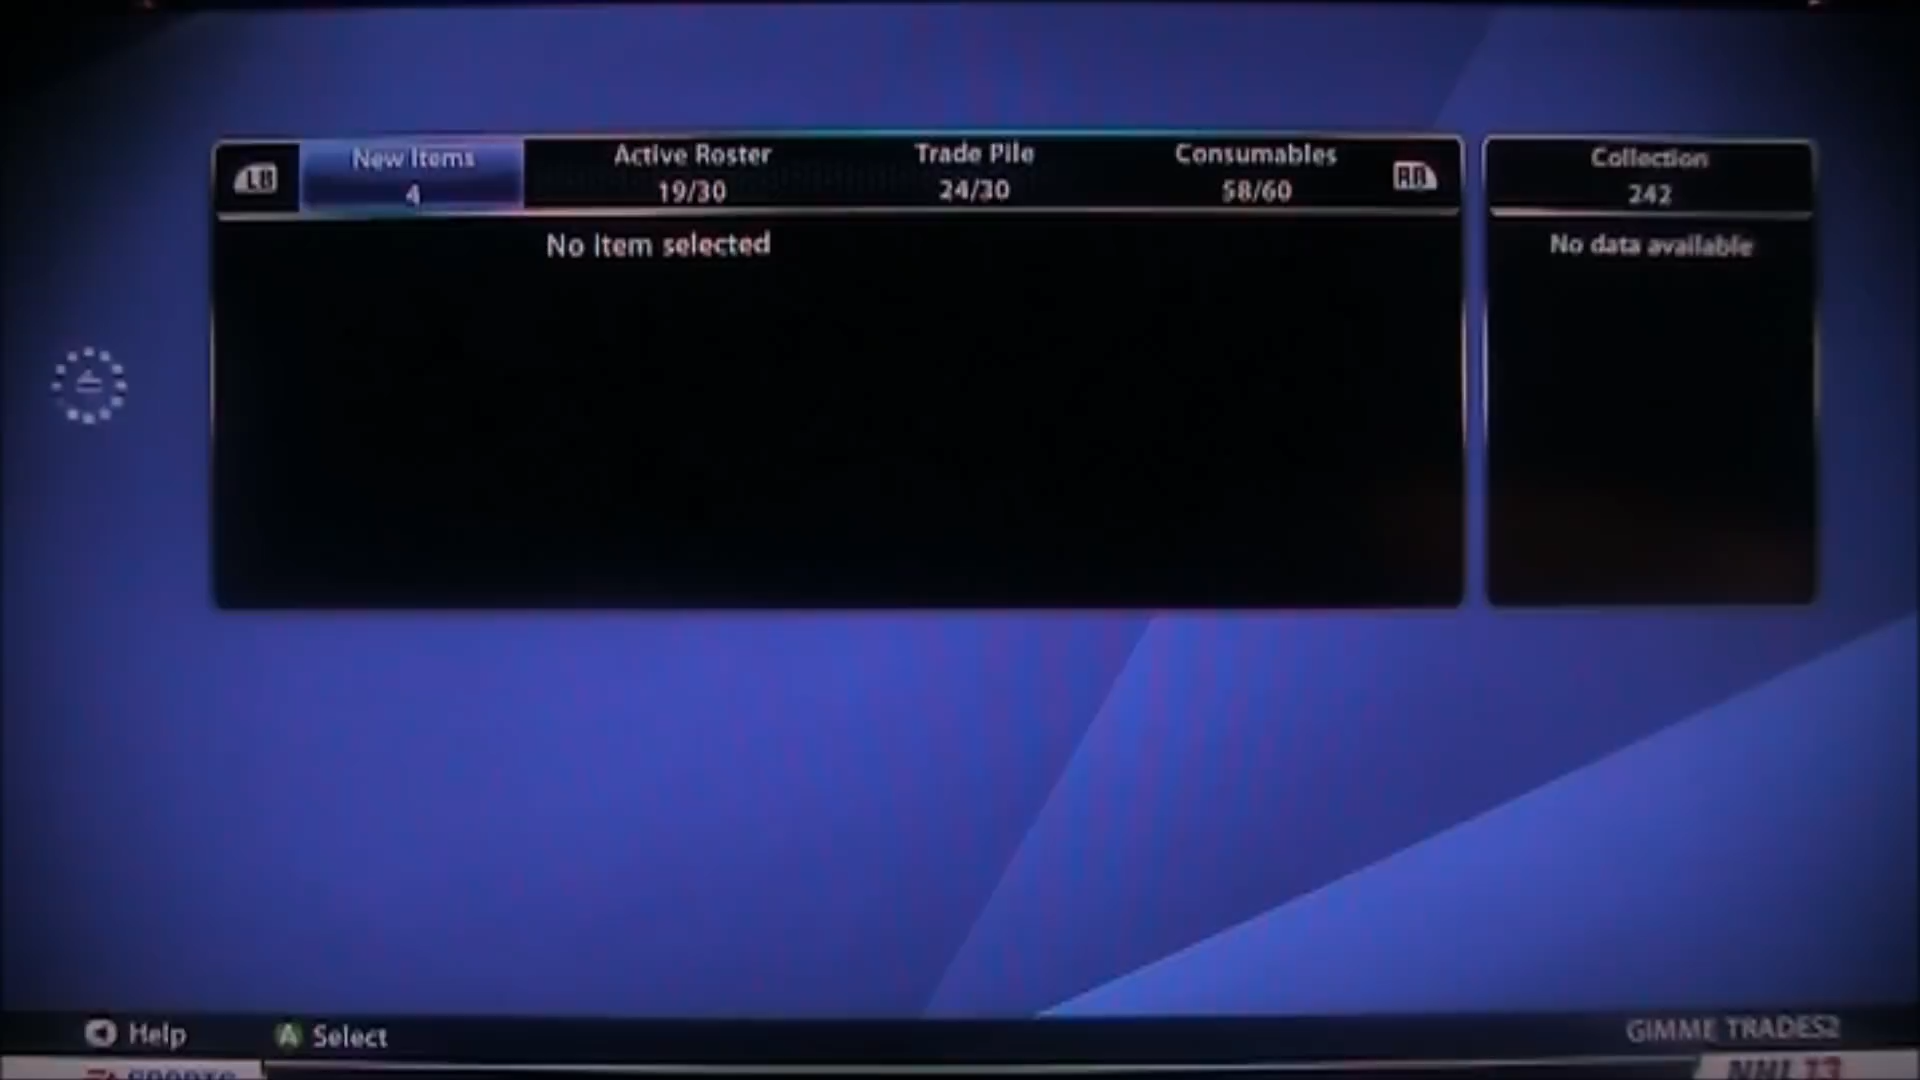 LB
New Items
4
Active Roster
19/30
Trade Pile
24/30
Consumables
58/60
RB
Collection
242
No item selected
No data available
Help
A Select
GIMME TRADES2
SPORTS
NHL 13